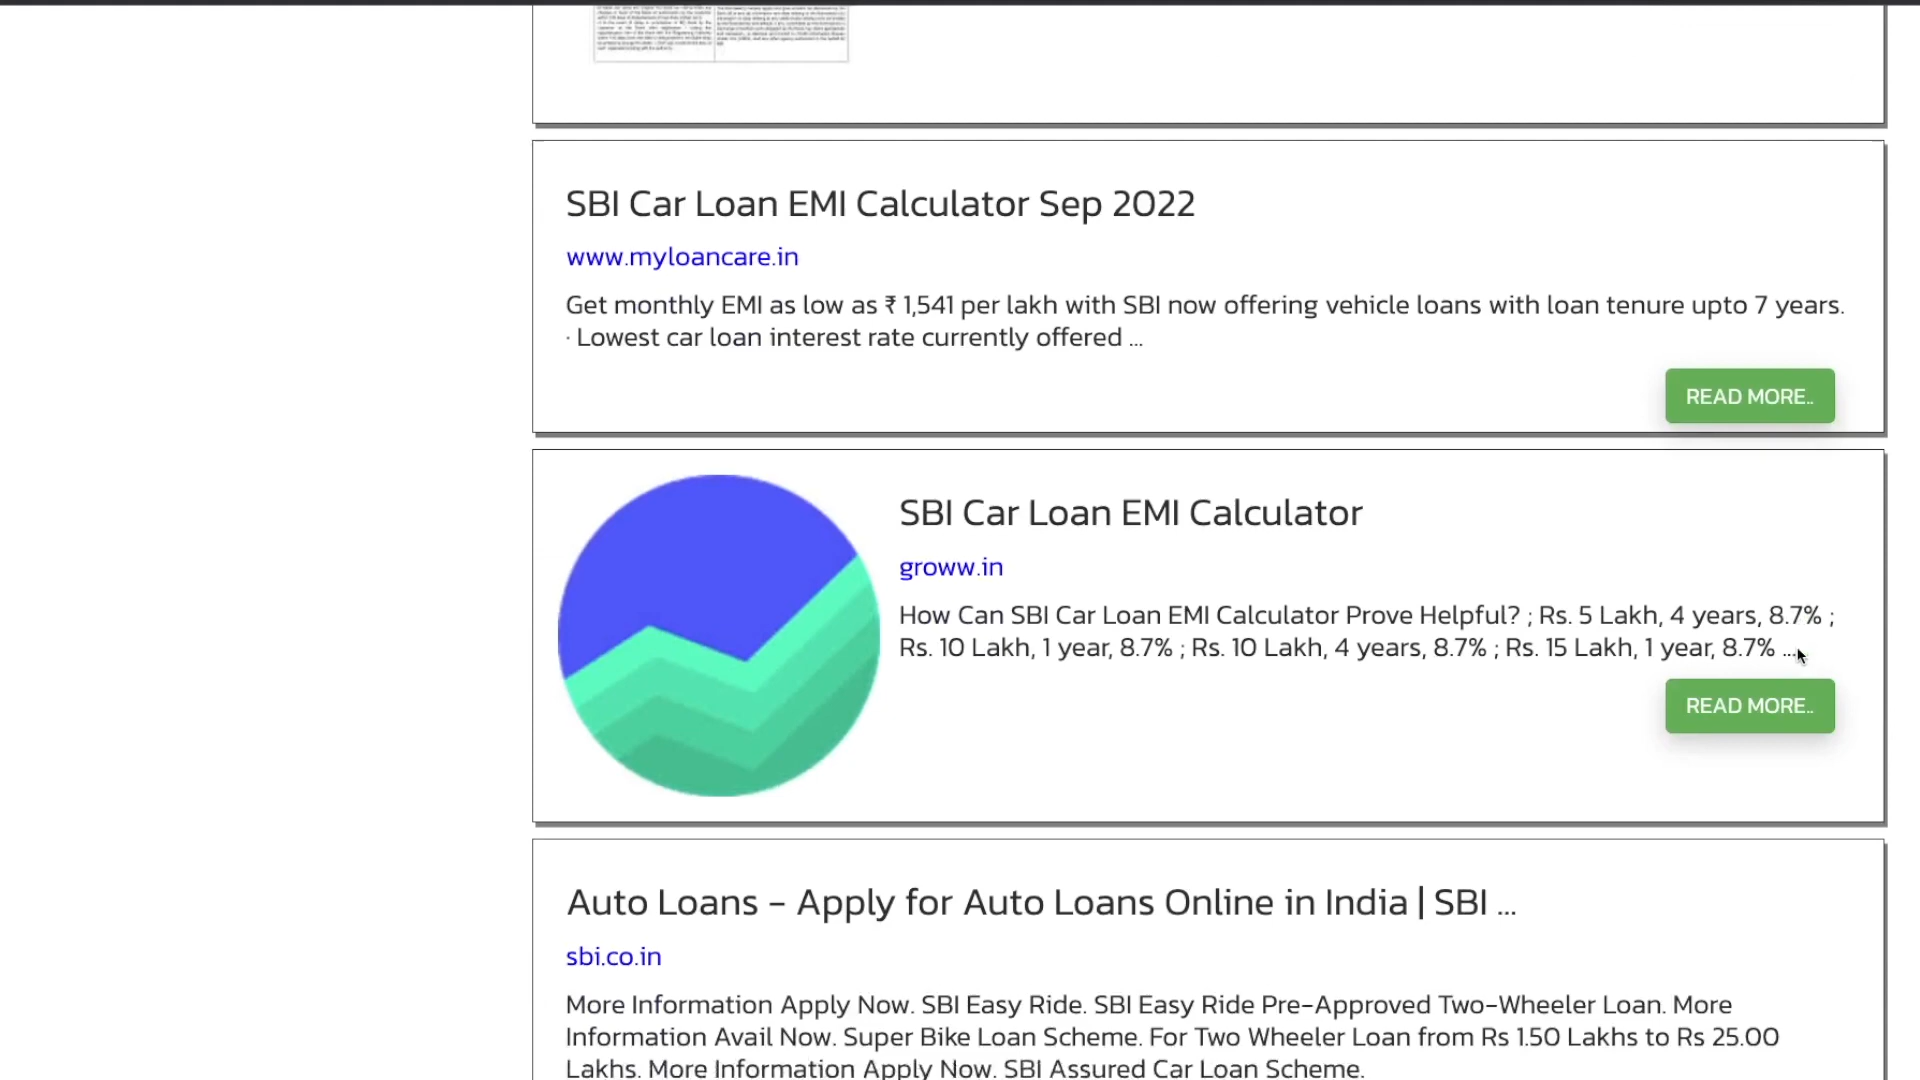 SBI Car Loan EMI Calculator Sep 2022
www.myloancare.in
Get monthly EMI as low as ₹ 1,541 per lakh with SBI now offering vehicle loans with loan tenure upto 7 years.
· Lowest car loan interest rate currently offered ...
READ MORE..
SBI Car Loan EMI Calculator
groww.in
How Can SBI Car Loan EMI Calculator Prove Helpful? ; Rs. 5 Lakh, 4 years, 8.7% ;
Rs. 10 Lakh, 1 year, 8.7% ; Rs. 10 Lakh, 4 years, 8.7% ; Rs. 15 Lakh, 1 year, 8.7% ...
READ MORE..
Auto Loans - Apply for Auto Loans Online in India | SBI ...
sbi.co.in
More Information Apply Now. SBI Easy Ride. SBI Easy Ride Pre-Approved Two-Wheeler Loan. More
Information Avail Now. Super Bike Loan Scheme. For Two Wheeler Loan from Rs 1.50 Lakhs to Rs 25.00
Lakhs. More Information Apply Now. SBI Assured Car Loan Scheme.